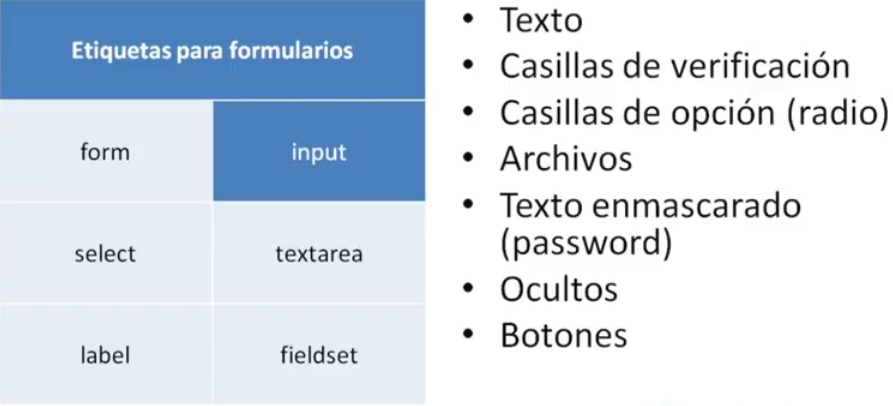 Etiquetas para formularios
form
input
select
textarea
label
fieldset
• Texto
• Casillas de verificación
• Casillas de opción (radio)
• Archivos
• Texto enmascarado
(password)
• Ocultos
• Botones